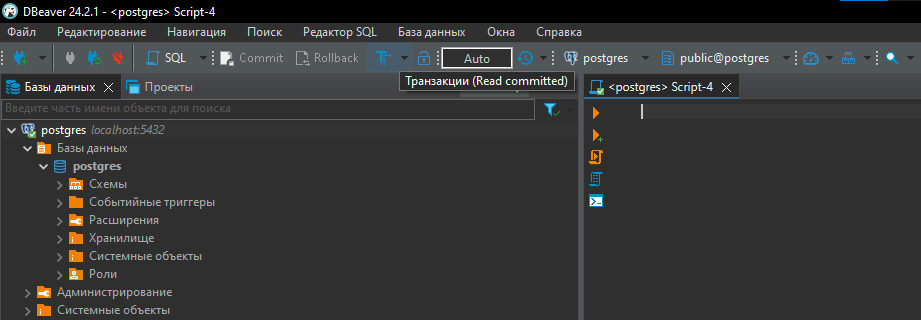 DBeaver 24.2.1 - <postgres> Script-4
Файл Правка Навигация Поиск Редактор SQL База данных Окна Справка
SQL Commit Rollback Auto postgres public@postgres
Транзакции (Read committed)
Базы данных Проекты <postgres> Script-4
Введите часть имени объекта для поиска
postgres localhost:5432
Базы данных
postgres
Схемы
Событийные триггеры
Расширения
Хранилище
Системные объекты
Роли
Администрирование
Системные объекты